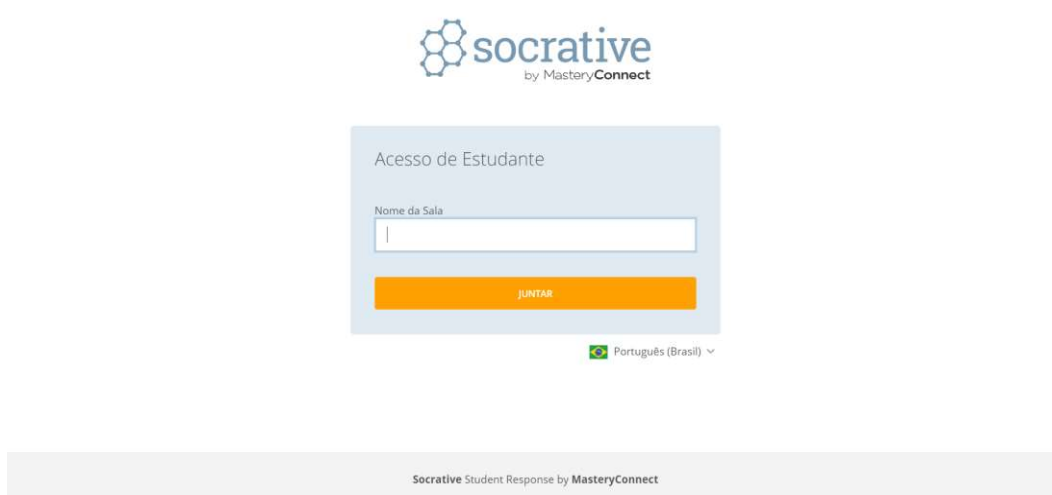 socrative
by MasteryConnect
Acesso de Estudante
Nome da Sala
JUNTAR
Português (Brasil)
Socrative Student Response by MasteryConnect